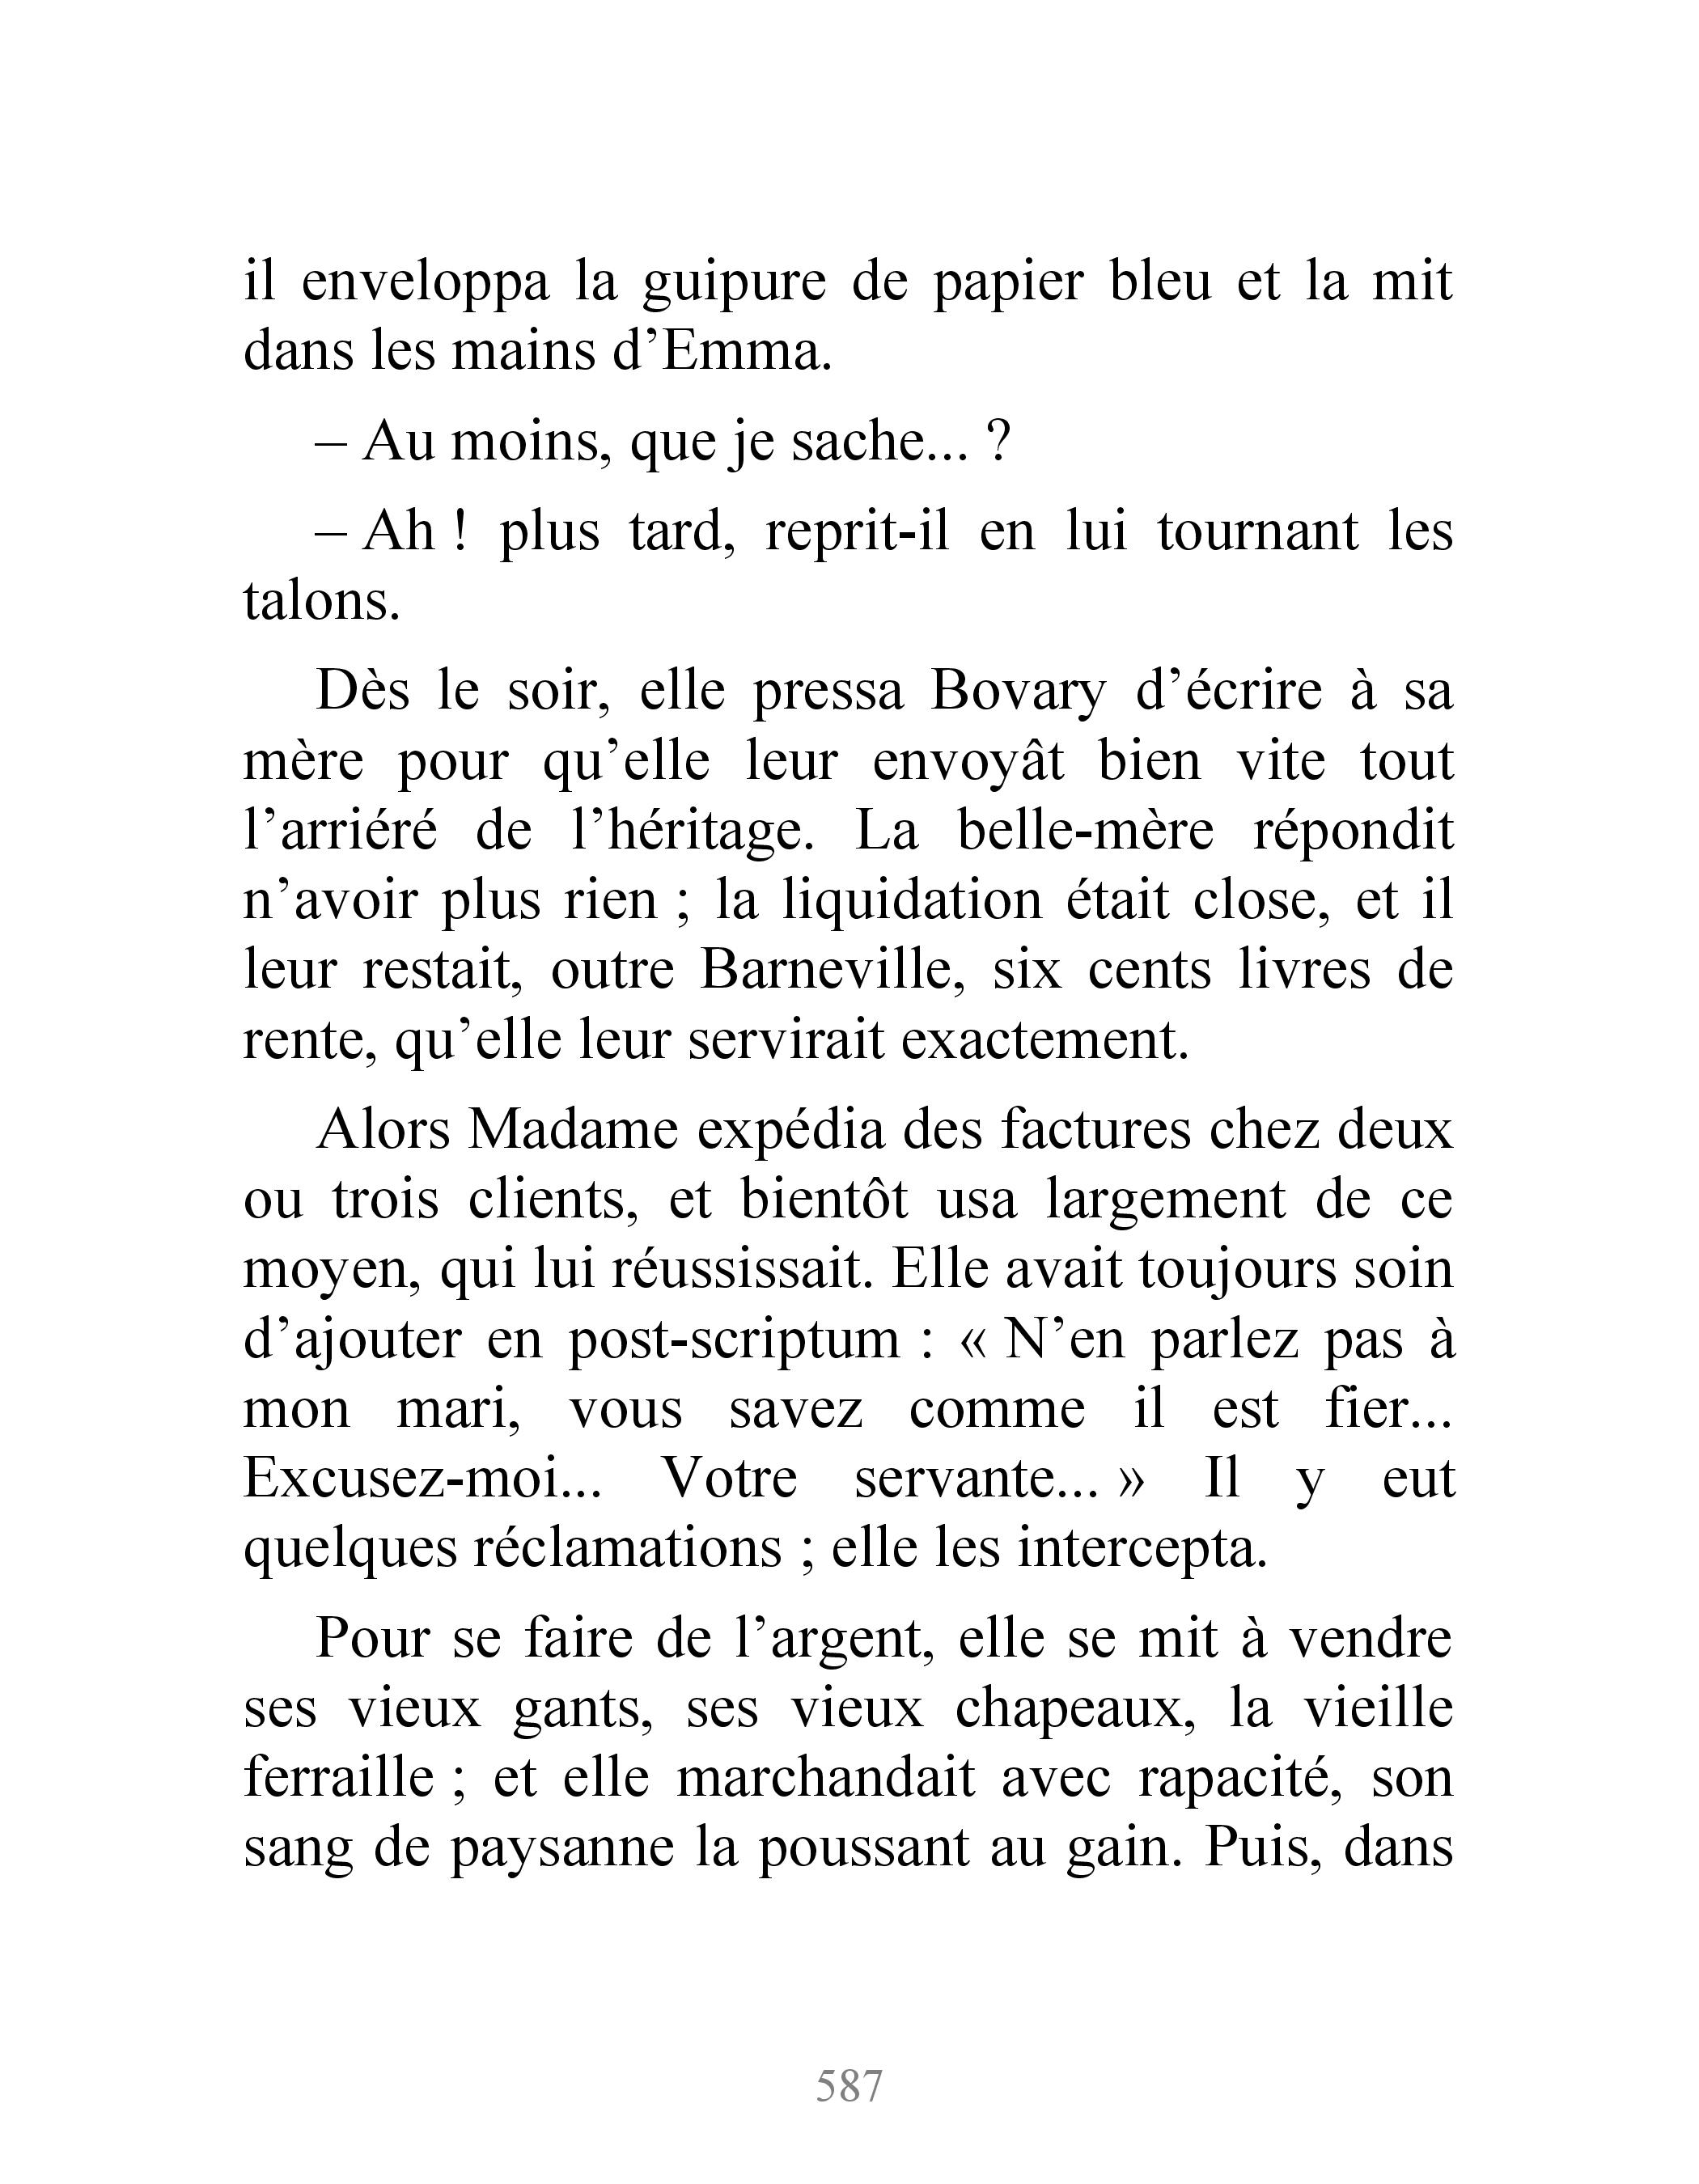 il enveloppa la guipure de papier bleu et la mit
dans les mains d’Emma.
– Au moins, que je sache... ?
– Ah ! plus tard, reprit-il en lui tournant les
talons.
Dès le soir, elle pressa Bovary d’écrire à sa
mère pour qu’elle leur envoyât bien vite tout
l’arriéré de l’héritage. La belle-mère répondit
n’avoir plus rien ; la liquidation était close, et il
leur restait, outre Barneville, six cents livres de
rente, qu’elle leur servirait exactement.
Alors Madame expédia des factures chez deux
ou trois clients, et bientôt usa largement de ce
moyen, qui lui réussissait. Elle avait toujours soin
d’ajouter en post-scriptum : « N’en parlez pas à
mon mari, vous savez comme il est fier...
Excusez-moi... Votre servante... » Il y eut
quelques réclamations ; elle les intercepta.
Pour se faire de l’argent, elle se mit à vendre
ses vieux gants, ses vieux chapeaux, la vieille
ferraille ; et elle marchandait avec rapacité, son
sang de paysanne la poussant au gain. Puis, dans
587